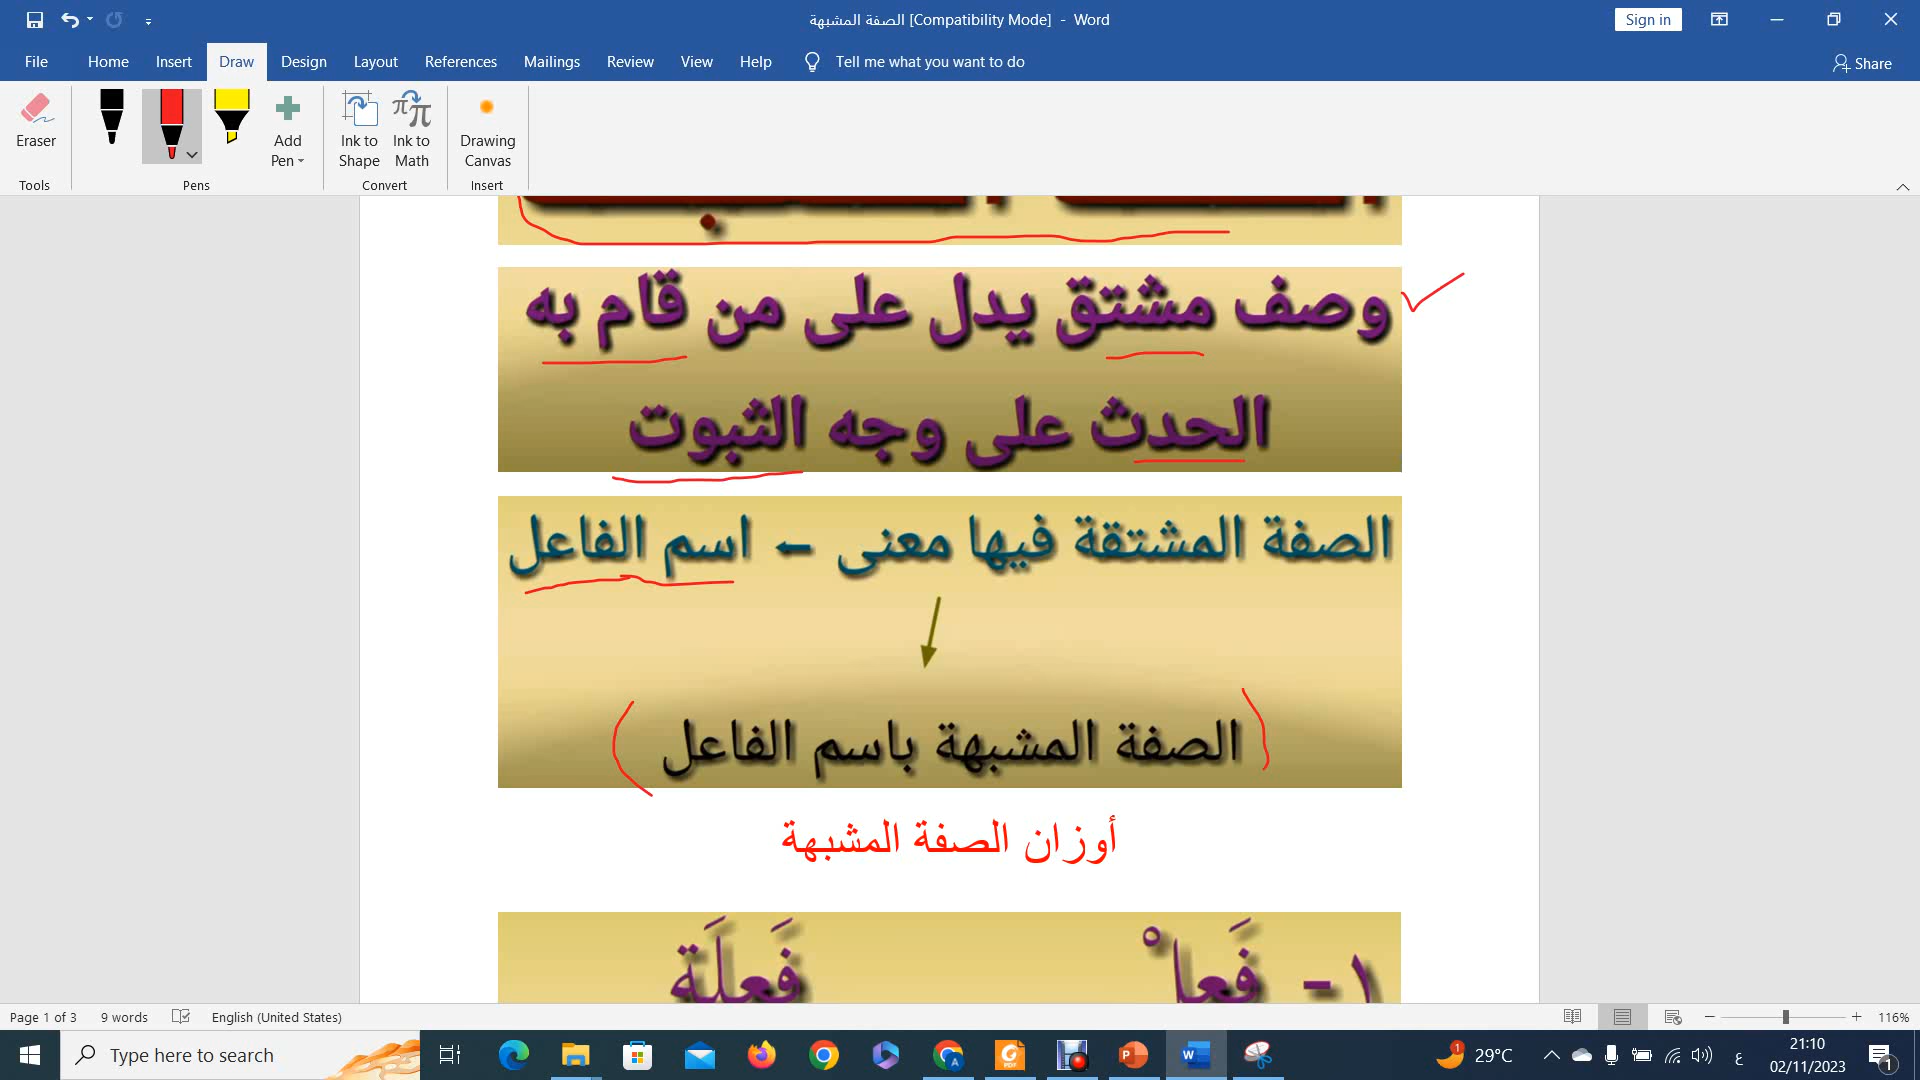 الصفة المشبهة [Compatibility Mode] - Word
Sign in
File Home Insert Draw Design Layout References Mailings Review View Help Tell me what you want to do
Share
Eraser
Add Pen
Ink to Shape
Ink to Math
Drawing Canvas
Tools Pens Convert Insert
وصف مشتق يدل على من قام به
الحدث على وجه الثبوت
الصفة المشتقة فيها معنى ← اسم الفاعل
الصفة المشبهة باسم الفاعل
أوزان الصفة المشبهة
١- فَعلْ فَعلَة
Page 1 of 3 9 words English (United States) 116%
Type here to search
1 29°C ع 21:10
02/11/2023 1